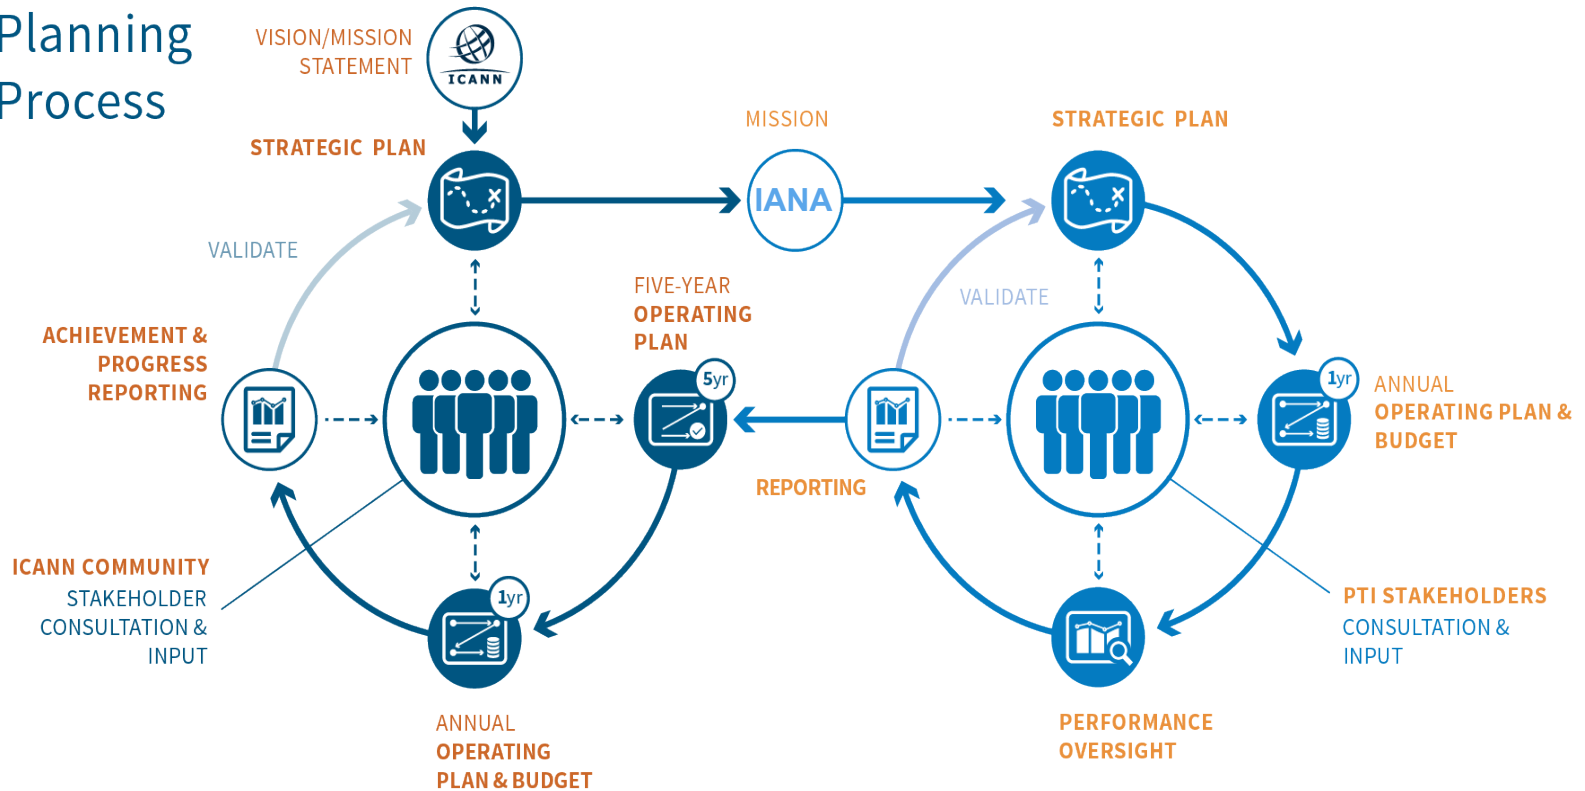 Planning
Process
VISION/MISSION
STATEMENT
ICANN
STRATEGIC PLAN
MISSION
IANA
STRATEGIC PLAN
VALIDATE
VALIDATE
ACHIEVEMENT &
PROGRESS
REPORTING
FIVE-YEAR
OPERATING
PLAN
5yr
REPORTING
1yr
ANNUAL
OPERATING PLAN &
BUDGET
ICANN COMMUNITY
STAKEHOLDER
CONSULTATION &
INPUT
1yr
ANNUAL
OPERATING
PLAN & BUDGET
PTI STAKEHOLDERS
CONSULTATION &
INPUT
PERFORMANCE
OVERSIGHT